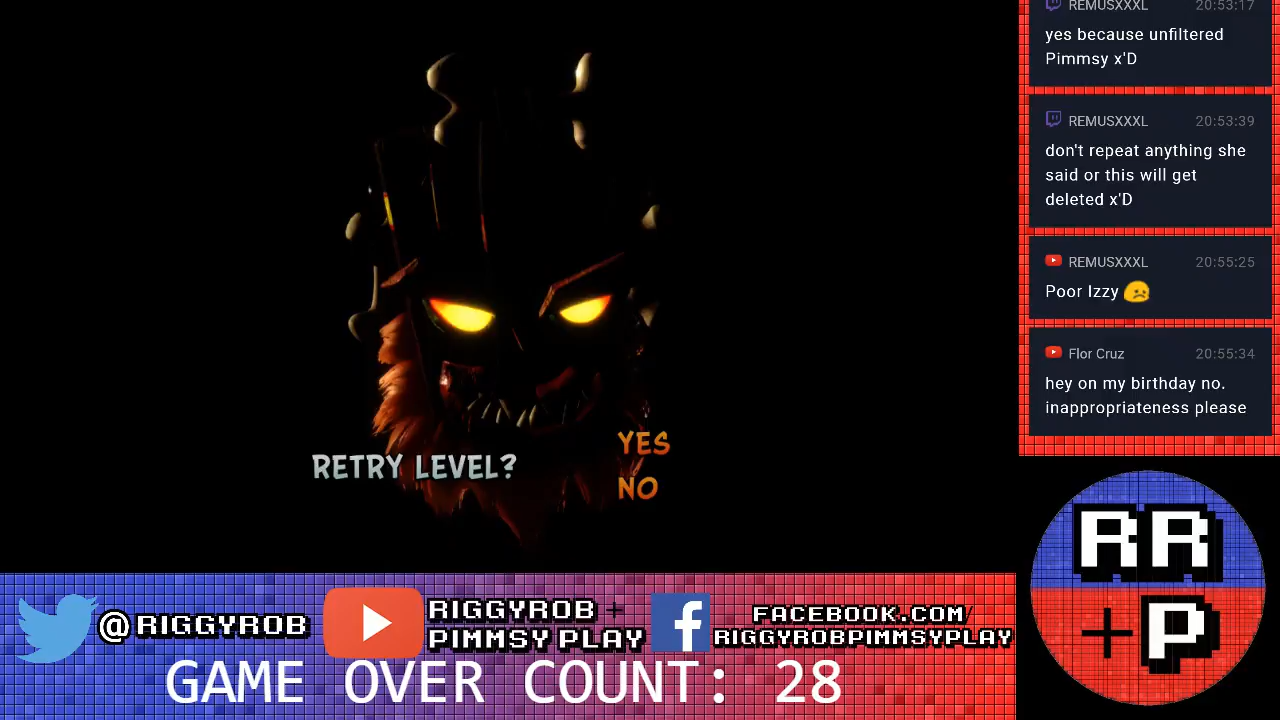 RETRY LEVEL?
YES
NO
REMUSXXXL 20:53:17
yes because unfiltered
Pimmsy x'D
REMUSXXXL 20:53:39
don't repeat anything she
said or this will get
deleted x'D
REMUSXXXL 20:55:25
Poor Izzy
Flor Cruz 20:55:34
hey on my birthday no.
inappropriateness please
RR
+P
@RIGGYROB
RIGGYROB +
PIMMSY PLAY
FACEBOOK.COM/
RIGGYROBPIMMSYPLAY
GAME OVER COUNT: 28